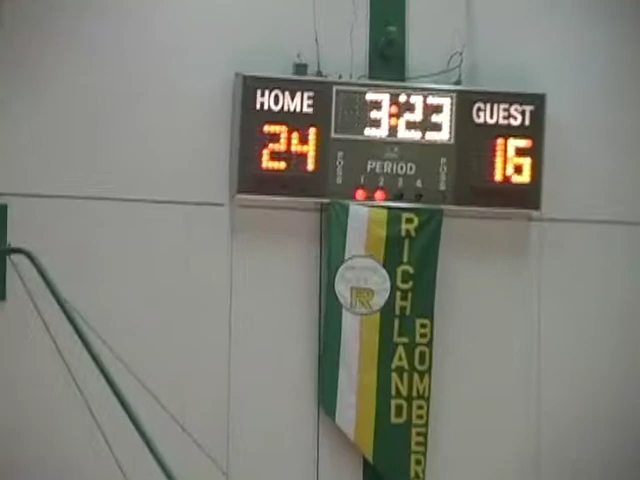 HOME 3:23 GUEST
24 16
POSS PERIOD POSS
1 2 3 4
R
RICHLAND
BOMBER